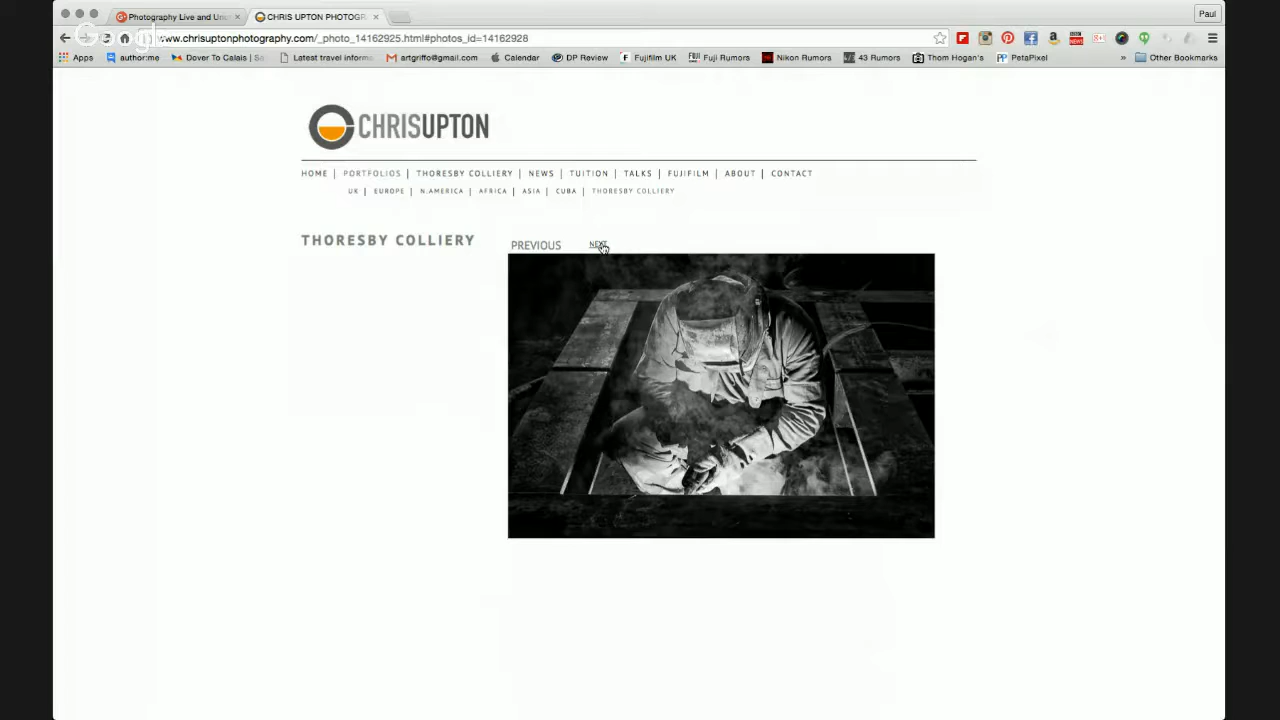 Photography Live and Un
CHRIS UPTON PHOTOGR
Paul
www.chrisuptonphotography.com/_photo_14162925.html#photos_id=14162928
Apps author:me Dover To Calais | Sa Latest travel inform artgriffo@gmail.com Calendar DP Review Fujifilm UK Fuji Rumors Nikon Rumors 43 Rumors Thom Hogan's PetaPixel » Other Bookmarks
CHRISUPTON
HOME | PORTFOLIOS | THORESBY COLLIERY | NEWS | TUITION | TALKS | FUJIFILM | ABOUT | CONTACT
UK | EUROPE | N.AMERICA | AFRICA | ASIA | CUBA | THORESBY COLLIERY
THORESBY COLLIERY
PREVIOUS NEXT